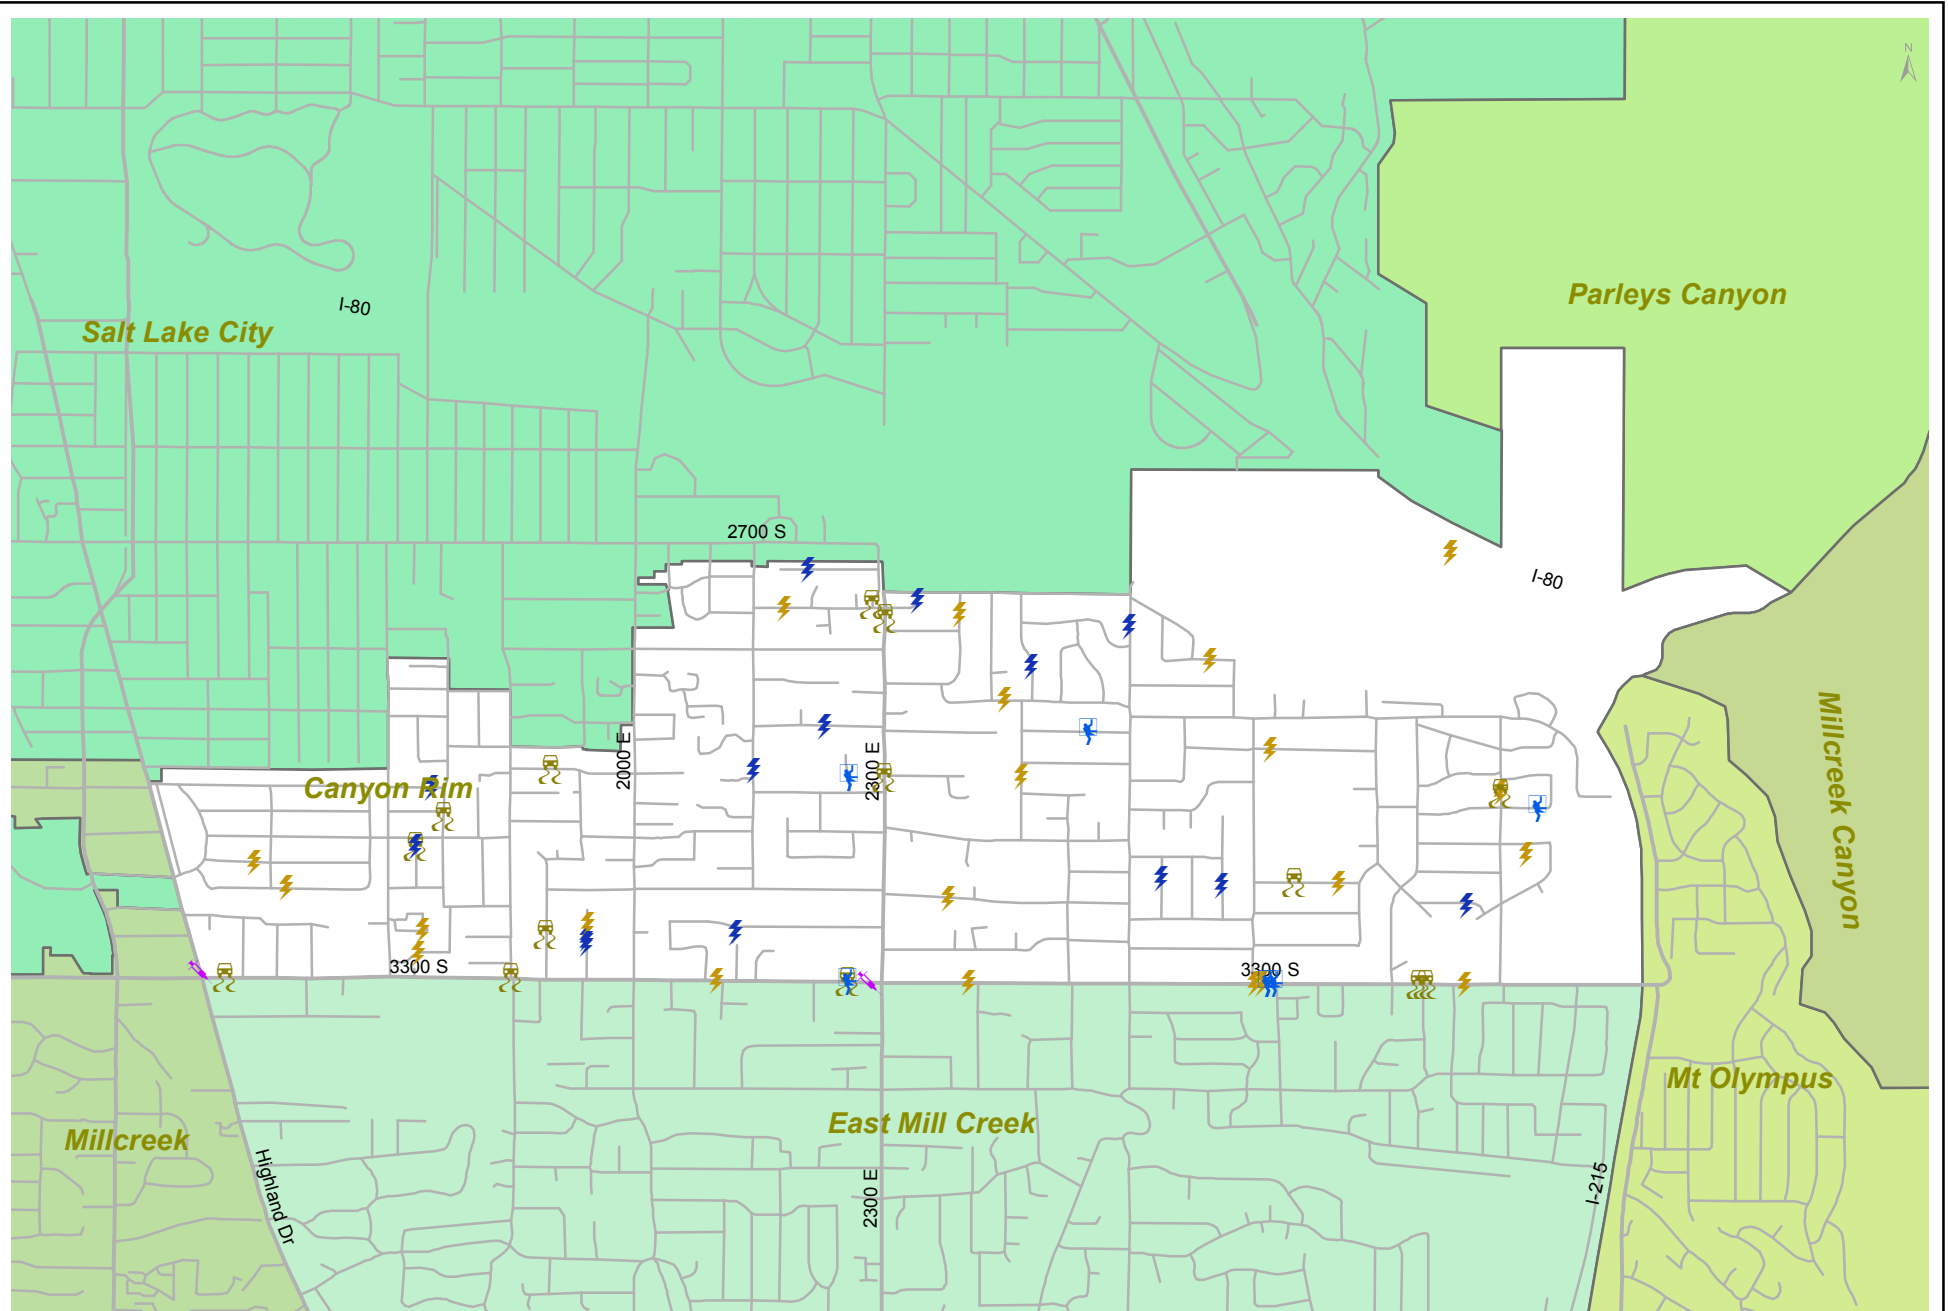 N
Parleys Canyon
I-80
Salt Lake City
2700 S
I-80
Millcreek Canyon
2000 E
2300 E
Canyon Rim
3300 S
3300 S
Mt Olympus
East Mill Creek
Millcreek
Highland Dr
2300 E
I-215